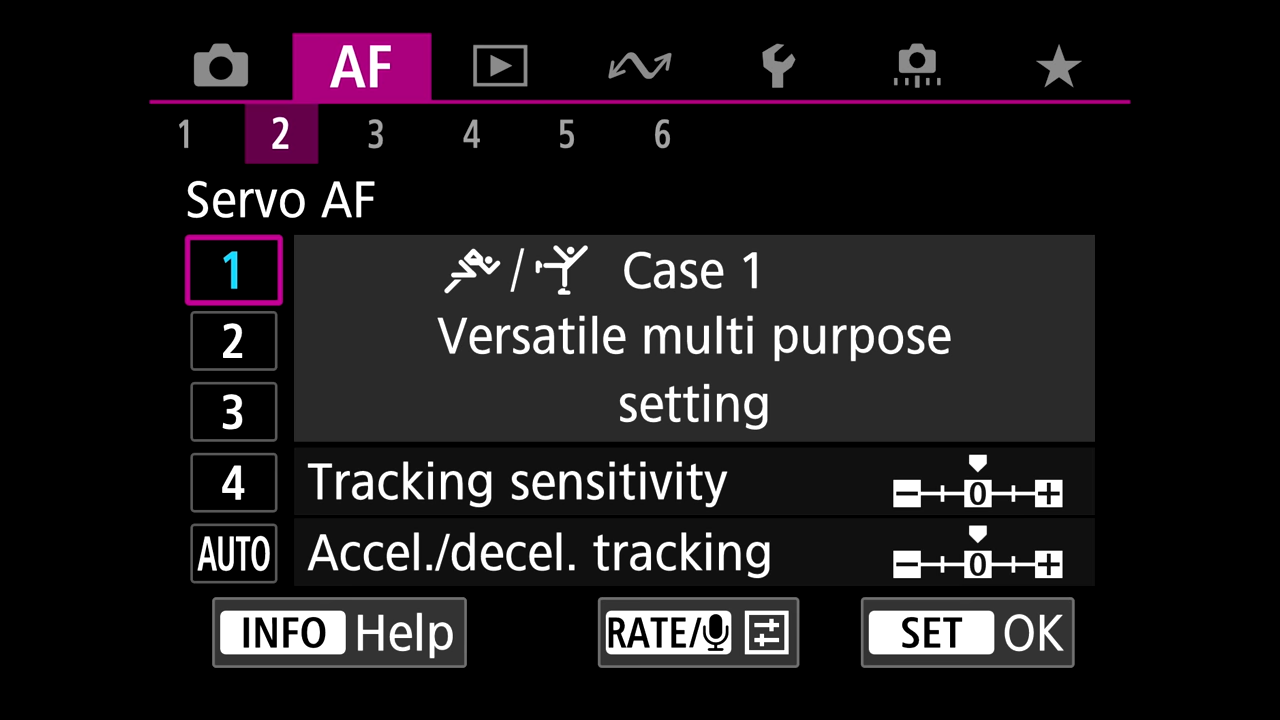 AF
1 2 3 4 5 6
Servo AF
1 Case 1
Versatile multi purpose
setting
2
3
4 Tracking sensitivity - 0 +
AUTO Accel./decel. tracking - 0 +
INFO Help RATE/ SET OK